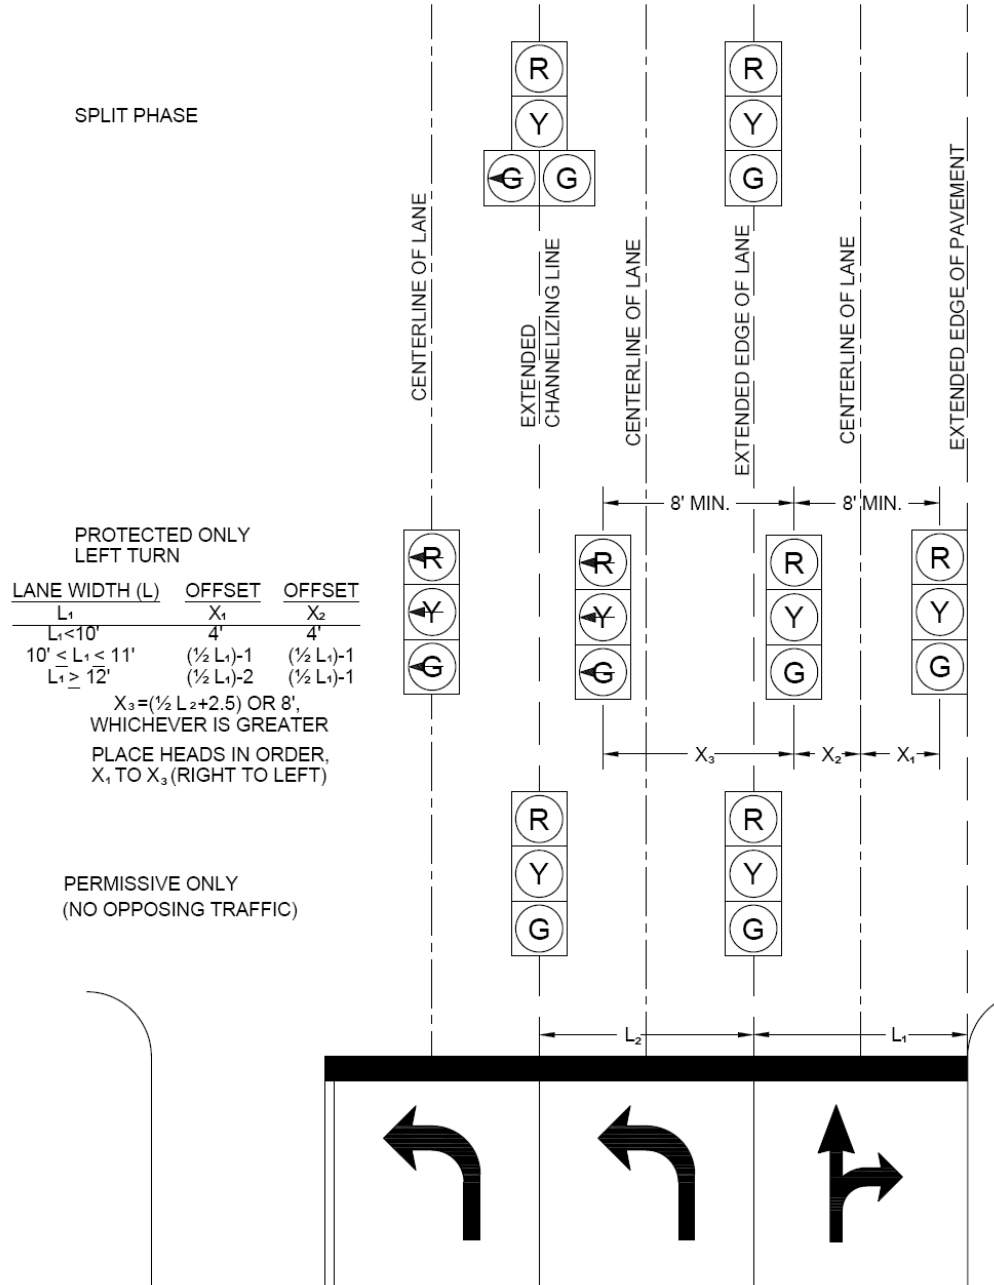 R
R
SPLIT PHASE
Y
Y
G
G
G
CENTERLINE OF LANE
EXTENDED
CHANNELIZING LINE
CENTERLINE OF LANE
EXTENDED EDGE OF LANE
CENTERLINE OF LANE
EXTENDED EDGE OF PAVEMENT
8' MIN.
8' MIN.
PROTECTED ONLY
LEFT TURN
R
R
R
R
Y
Y
Y
Y
G
G
G
G
LANE WIDTH (L) OFFSET OFFSET
L₁ X₁ X₂
L₁<10' 4' 4'
10' ≤ L₁ ≤ 11' (½ L₁)-1 (½ L₁)-1
L₁ ≥ 12' (½ L₁)-2 (½ L₁)-1
X₃=(½ L₂+2.5) OR 8',
WHICHEVER IS GREATER
PLACE HEADS IN ORDER,
X₁ TO X₃ (RIGHT TO LEFT)
X₃
X₂
X₁
R
R
Y
Y
G
G
PERMISSIVE ONLY
(NO OPPOSING TRAFFIC)
L₂
L₁